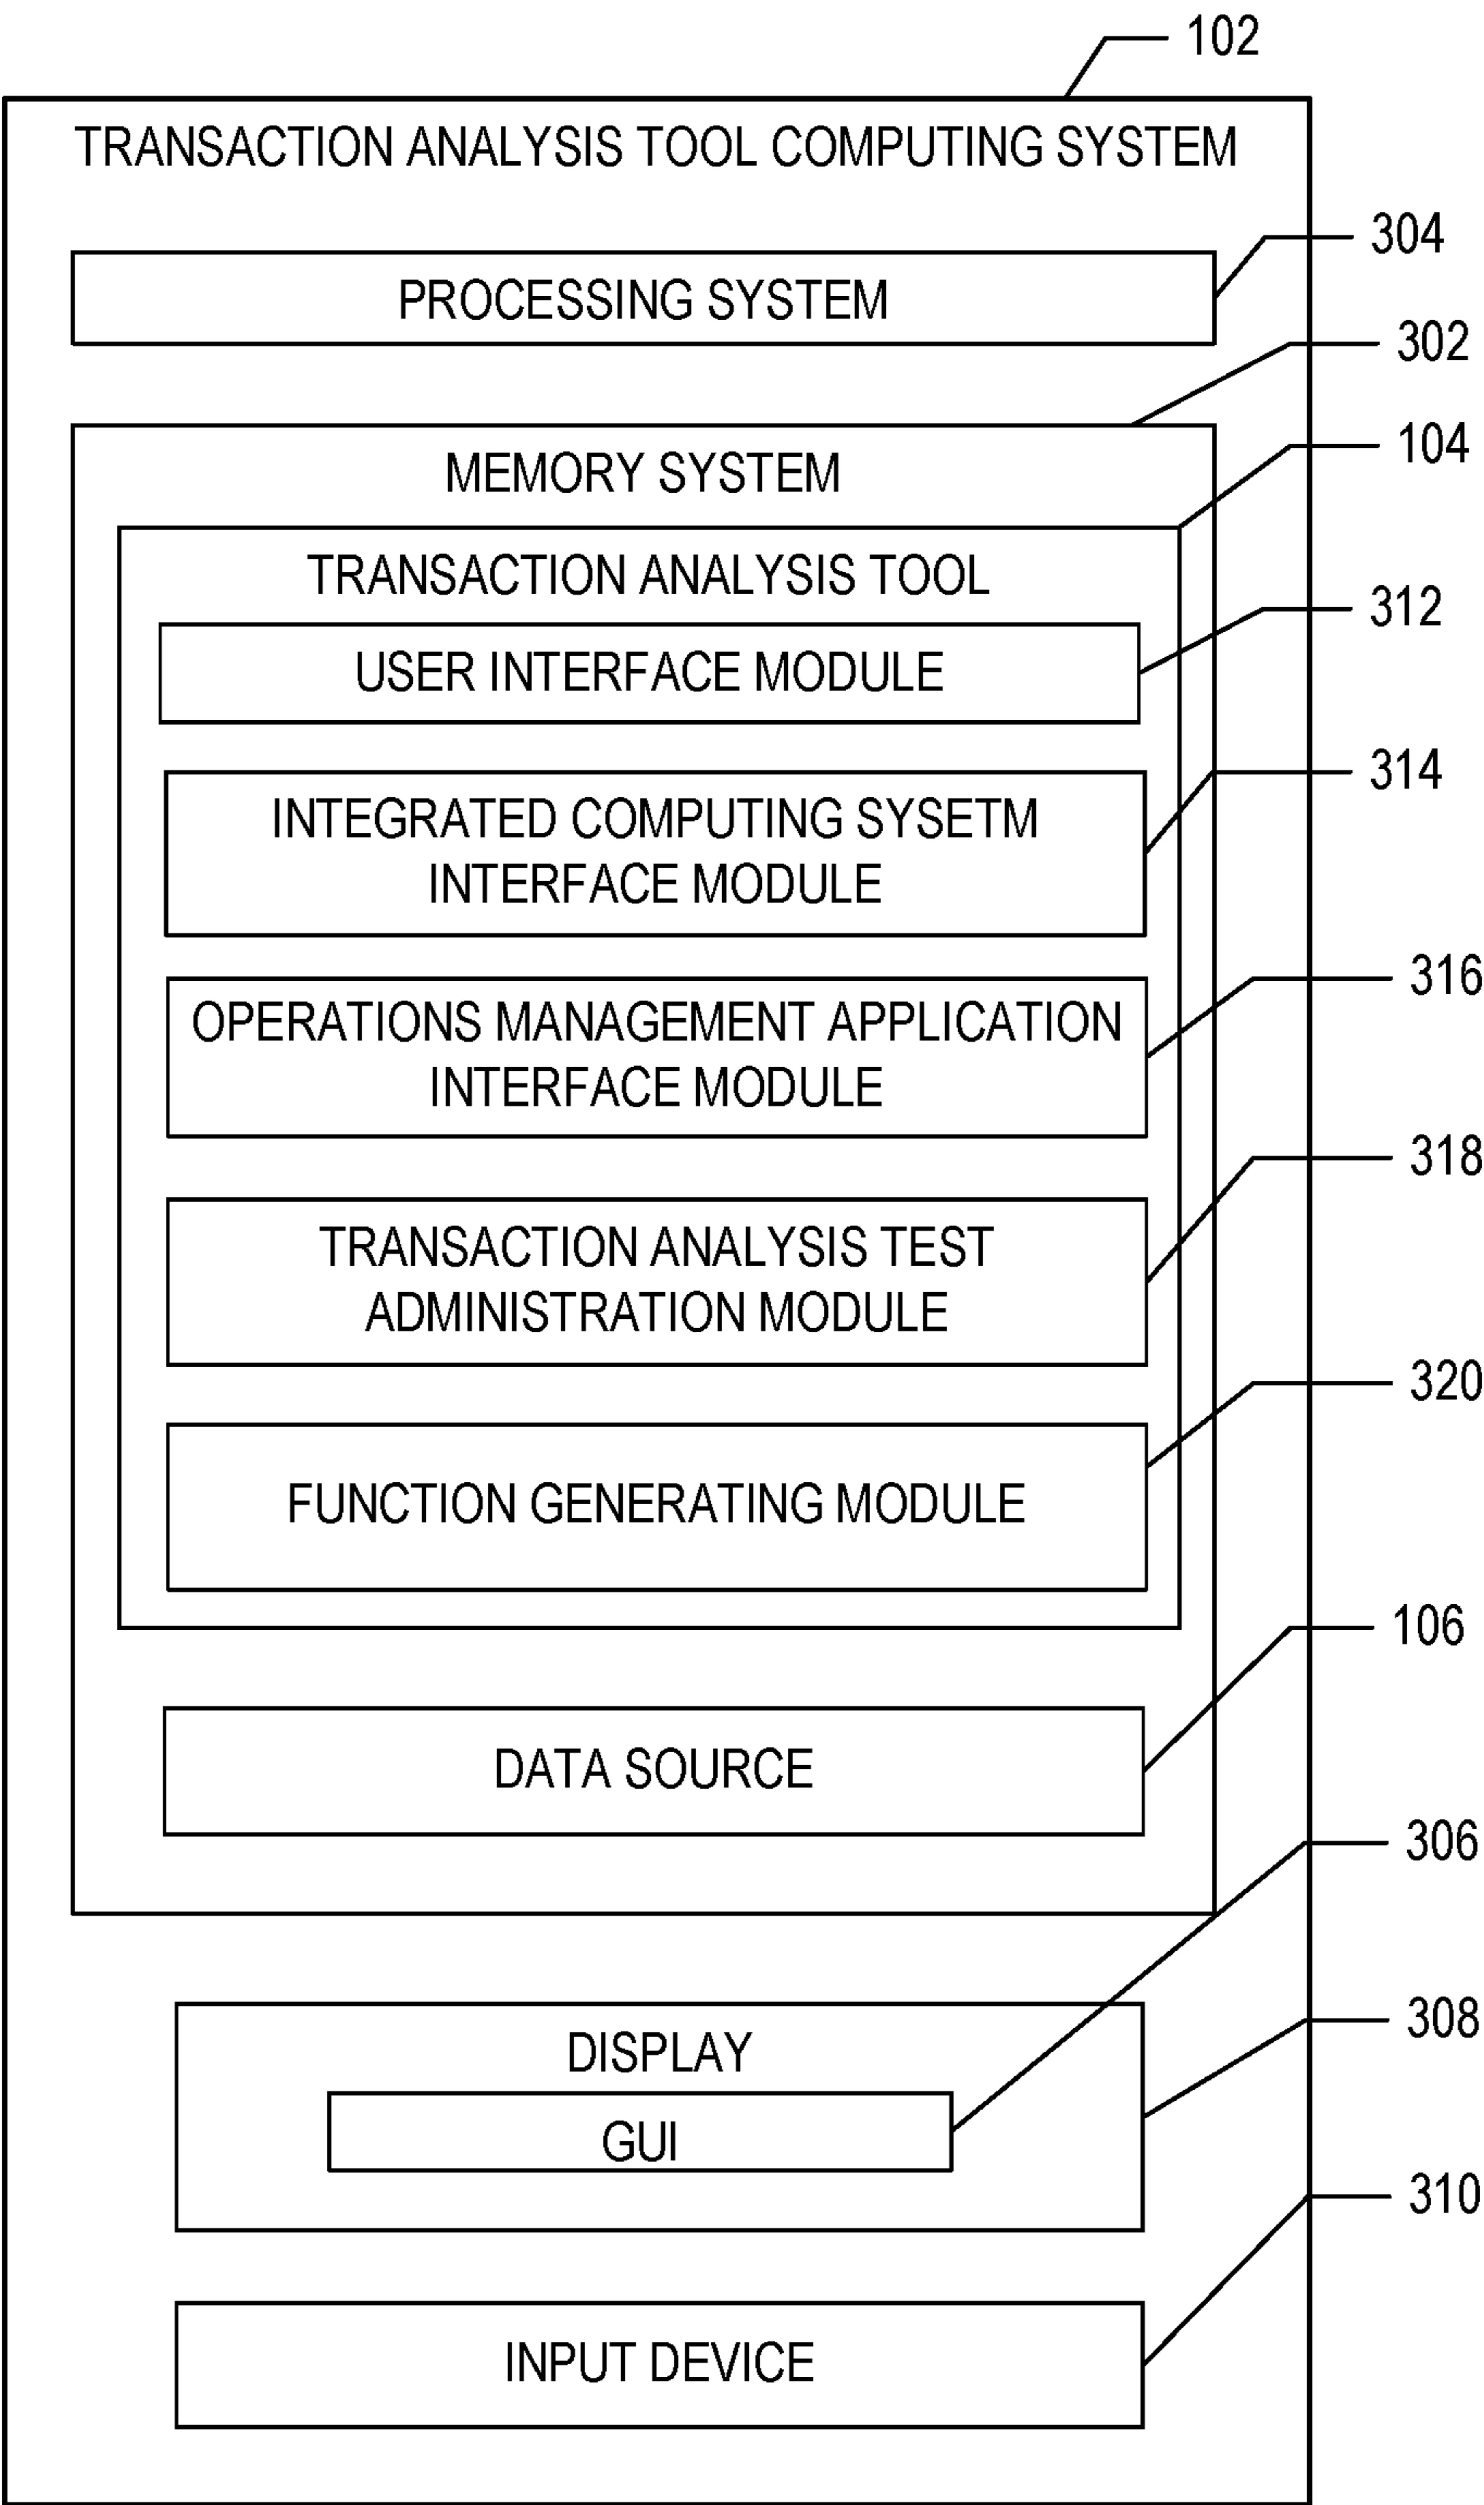 102
TRANSACTION ANALYSIS TOOL COMPUTING SYSTEM
304
PROCESSING SYSTEM
302
MEMORY SYSTEM
104
TRANSACTION ANALYSIS TOOL
312
USER INTERFACE MODULE
314
INTEGRATED COMPUTING SYSETM
INTERFACE MODULE
316
OPERATIONS MANAGEMENT APPLICATION
INTERFACE MODULE
318
TRANSACTION ANALYSIS TEST
ADMINISTRATION MODULE
320
FUNCTION GENERATING MODULE
106
DATA SOURCE
306
308
DISPLAY
GUI
310
INPUT DEVICE